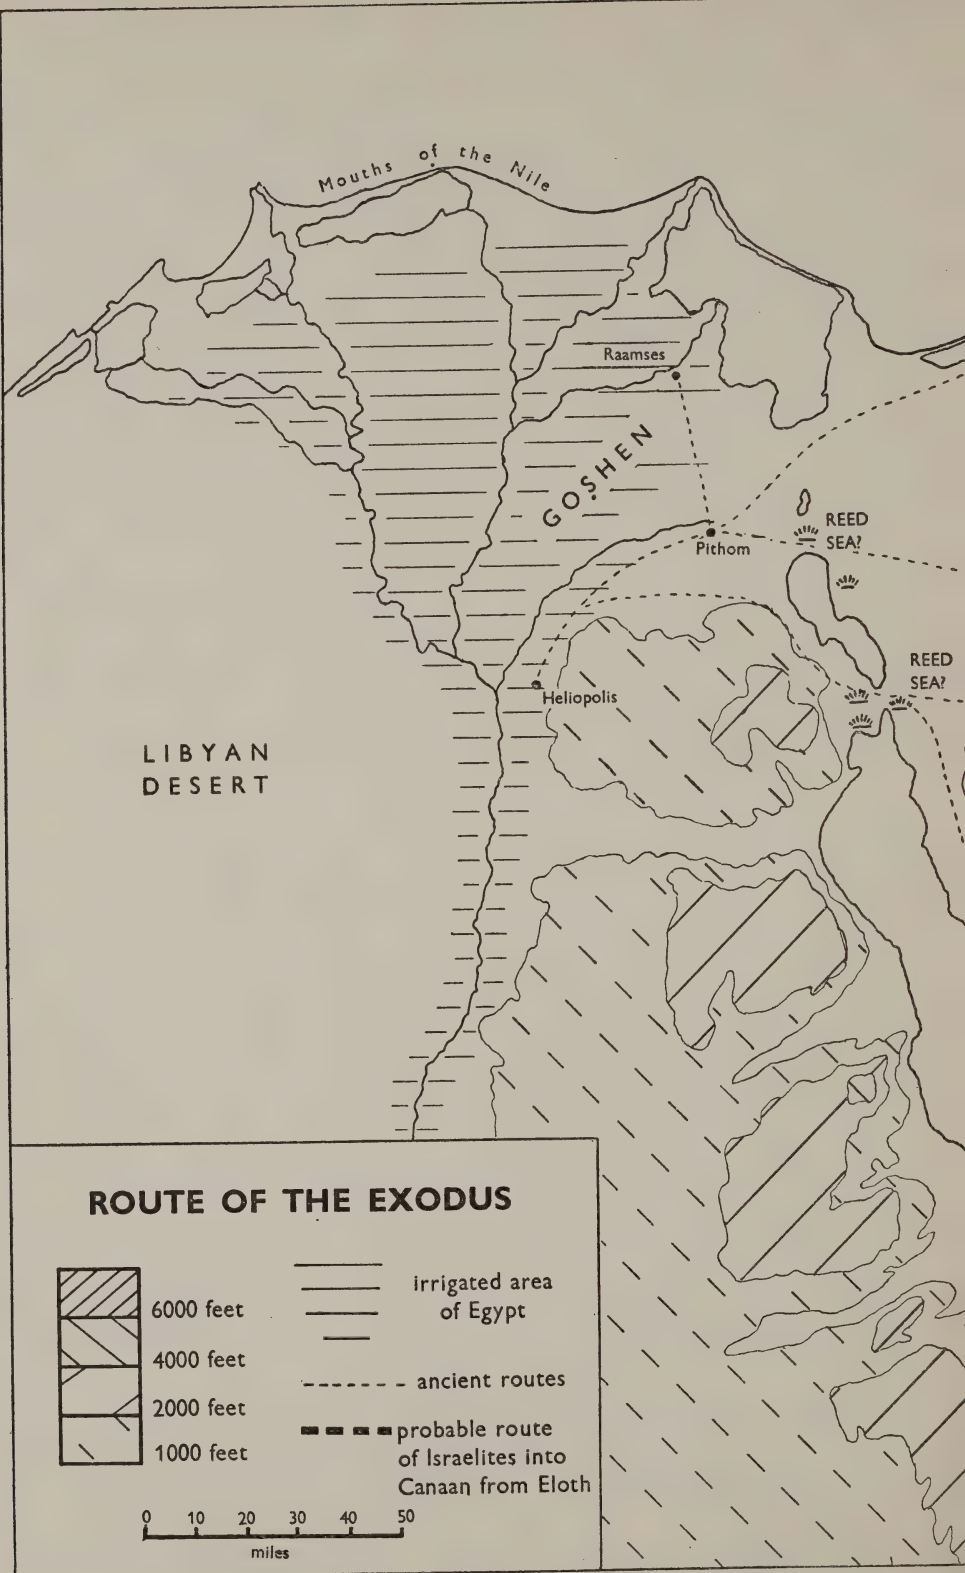 Mouths of the Nile
Raamses
GOSHEN
REED
SEA?
Pithom
REED
SEA?
Heliopolis
LIBYAN
DESERT
ROUTE OF THE EXODUS
6000 feet
4000 feet
2000 feet
1000 feet
irrigated area
of Egypt
ancient routes
probable route
of Israelites into
Canaan from Eloth
0 10 20 30 40 50
miles